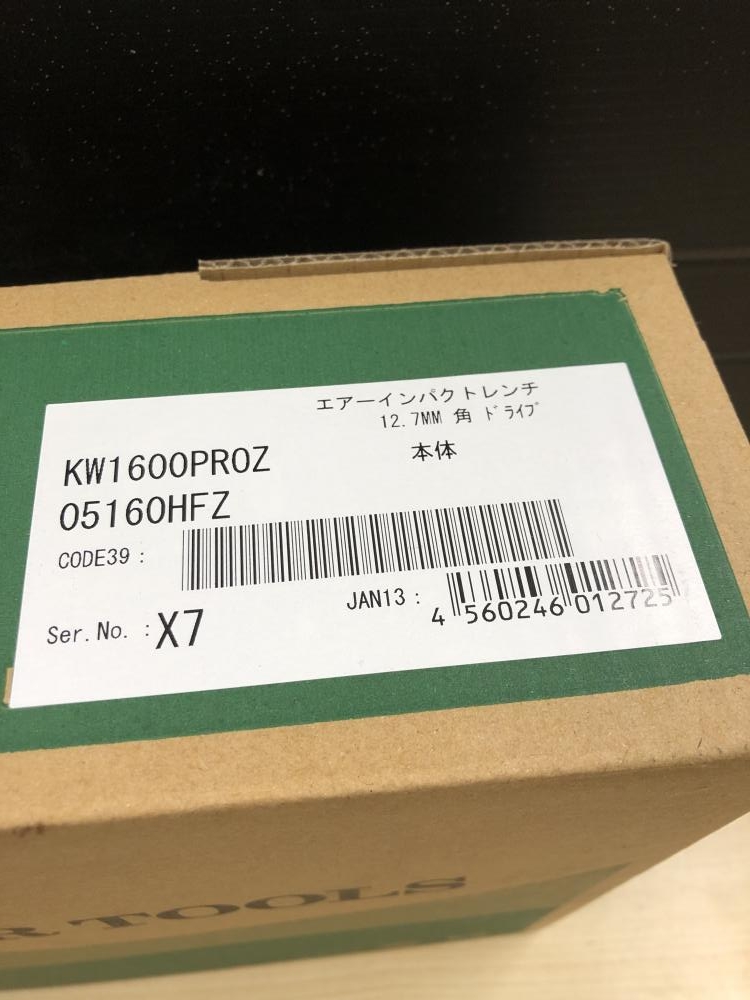 エアーインパクトレンチ
12.7MM 角 ﾄﾞﾗｲﾌﾞ
本体
KW1600PROZ
05160HFZ
CODE39 :
JAN13 :
4 560246 012725
Ser.No. : X7
TOOLS